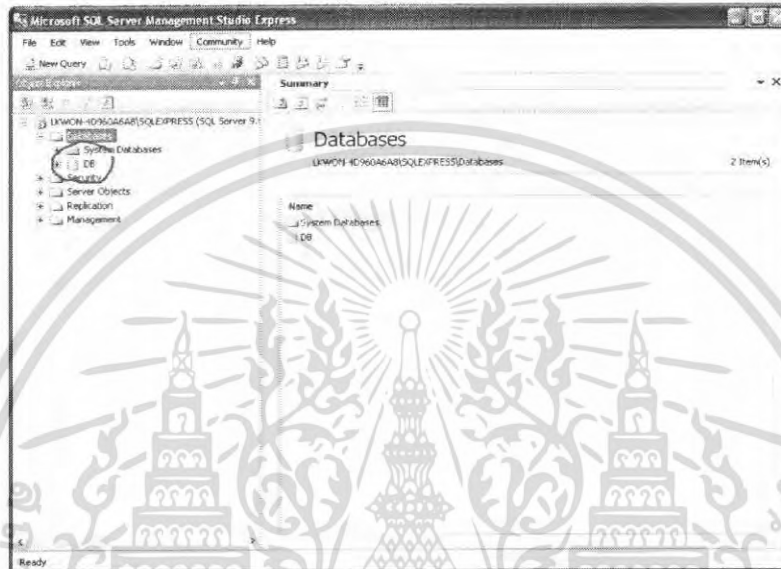 Microsoft SQL Server Management Studio Express
File Edit View Tools Window Community Help
New Query
Object Explorer
Summary
LKWON-4D960A6A8\SQLEXPRESS (SQL Server 9.
Databases
System Databases
DB
Security
Server Objects
Replication
Management
Databases
LKWON-4D960A6A8\SQLEXPRESS\Databases
2 Item(s)
Name
System Databases
DB
Ready